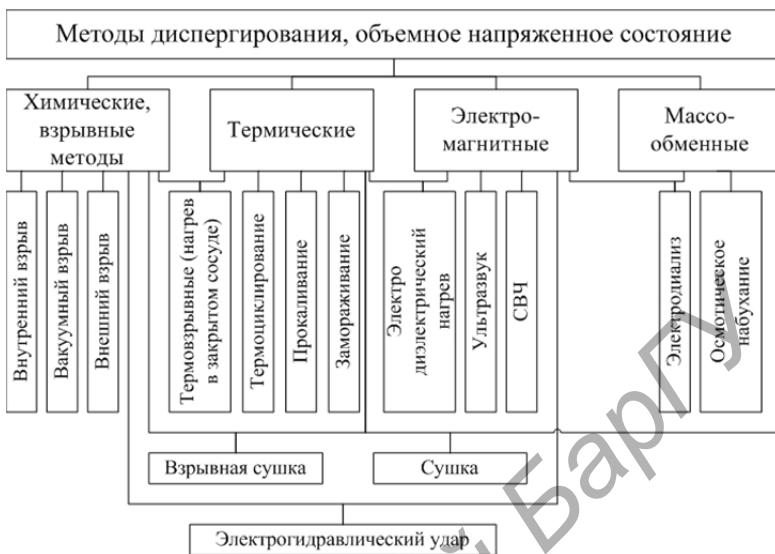 Методы диспергирования, объемное напряженное состояние
Химические,
взрывные
методы
Термические
Электро-
магнитные
Массо-
обменные
Внутренний взрыв
Вакуумный взрыв
Внешний взрыв
Термовзрывные (нагрев
в закрытом сосуде)
Термоциклирование
Прокаливание
Замораживание
Электро
диэлектрический
нагрев
Ультразвук
СВЧ
Электродиализ
Осмотическое
набухание
Взрывная сушка
Сушка
Электрогидравлический удар
й БарГУ